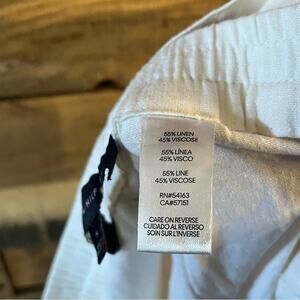 55% LINEN
45% VISCOSE
55% LINEA
45% VISCO
55% LINE
45% VISCOSE
RN#54163
CA#57151
CARE ON REVERSE
CUIDADO AL REVERSO
SOIN SUR L'INVERSE